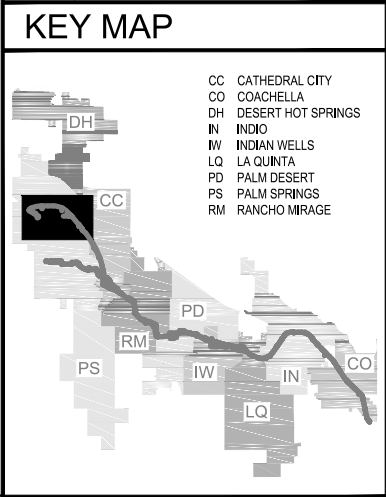 KEY MAP
CC CATHEDRAL CITY
CO COACHELLA
DH DESERT HOT SPRINGS
IN INDIO
IW INDIAN WELLS
LQ LA QUINTA
PD PALM DESERT
PS PALM SPRINGS
RM RANCHO MIRAGE
DH
CC
PD
RM
PS
IW
IN
CO
LQ